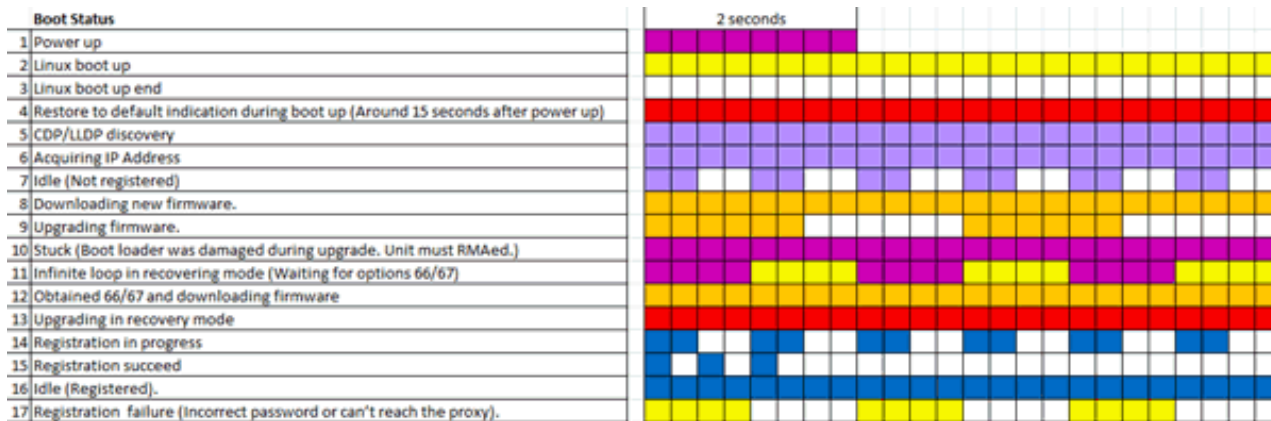 Boot Status 2 seconds
1 Power up
2 Linux boot up
3 Linux boot up end
4 Restore to default indication during boot up (Around 15 seconds after power up)
5 CDP/LLDP discovery
6 Acquiring IP Address
7 Idle (Not registered)
8 Downloading new firmware.
9 Upgrading firmware.
10 Stuck (Boot loader was damaged during upgrade. Unit must RMAed.)
11 Infinite loop in recovering mode (Waiting for options 66/67)
12 Obtained 66/67 and downloading firmware
13 Upgrading in recovery mode
14 Registration in progress
15 Registration succeed
16 Idle (Registered).
17 Registration failure (Incorrect password or can't reach the proxy).